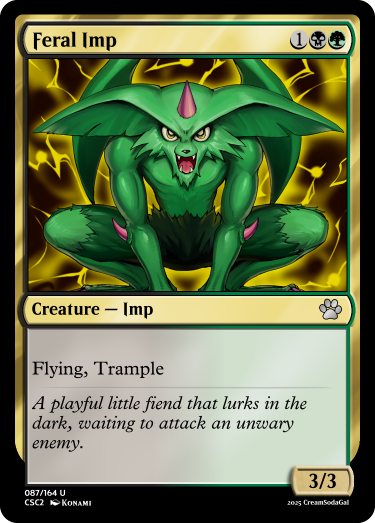 Feral Imp 1
Creature — Imp
Flying, Trample
A playful little fiend that lurks in the
dark, waiting to attack an unwary
enemy.
3/3
087/164 U
CSC2 Konami
2025 CreamSodaGal